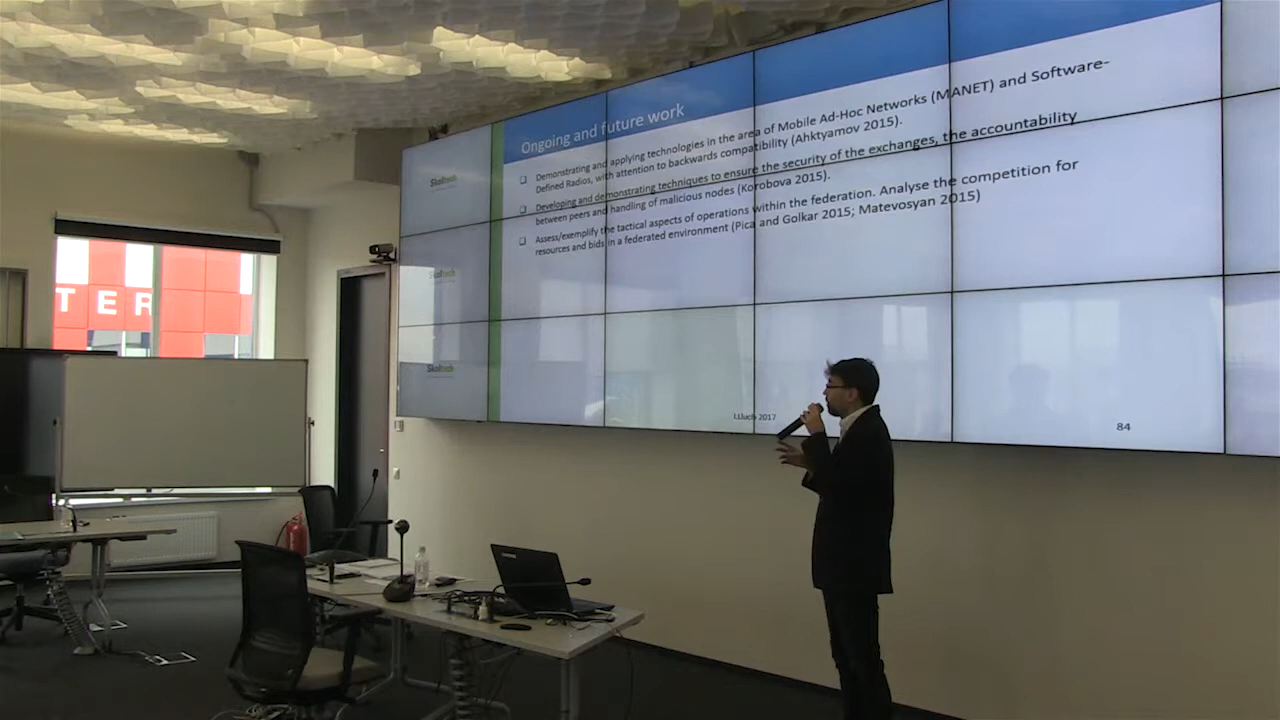 Ongoing and future work
❑ Demonstrating and applying technologies in the area of Mobile Ad-Hoc Networks (MANET) and Software-
Defined Radios, with attention to backwards compatibility (Ahktyamov 2015).
❑ Developing and demonstrating techniques to ensure the security of the exchanges, the accountability
between peers and handling of malicious nodes (Korobova 2015).
❑ Assess/exemplify the tactical aspects of operations within the federation. Analyse the competition for
resources and bids in a federated environment (Pica and Golkar 2015; Matevosyan 2015)
Skoltech
Skoltech
Skoltech
2017
84
TER